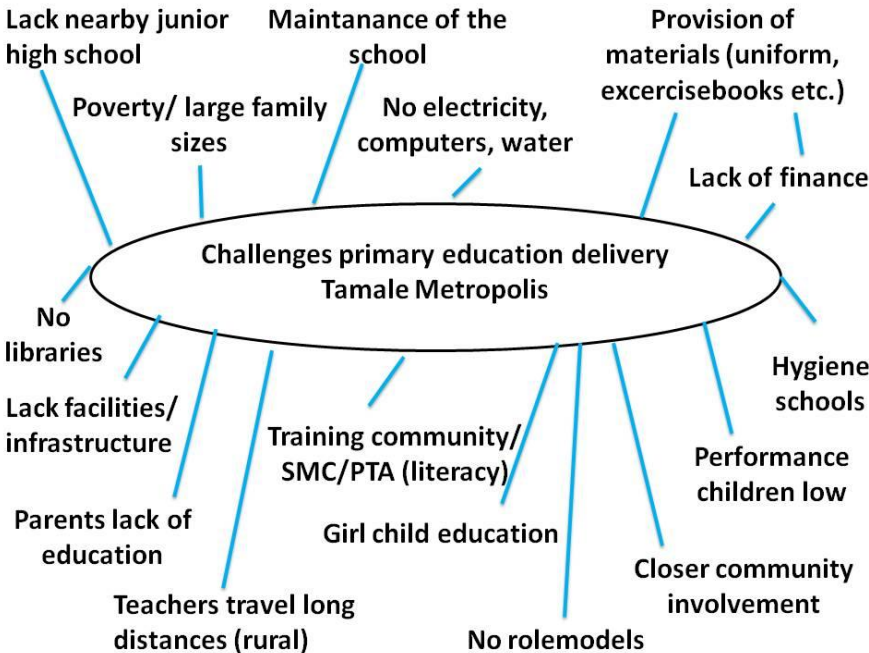 Lack nearby junior
high school
Maintanance of the
school
Provision of
materials (uniform,
excercisebooks etc.)
Poverty/ large family
sizes
No electricity,
computers, water
Lack of finance
Challenges primary education delivery
Tamale Metropolis
No
libraries
Hygiene
schools
Lack facilities/
infrastructure
Training community/
SMC/PTA (literacy)
Performance
children low
Parents lack of
education
Girl child education
Closer community
involvement
Teachers travel long
distances (rural)
No rolemodels